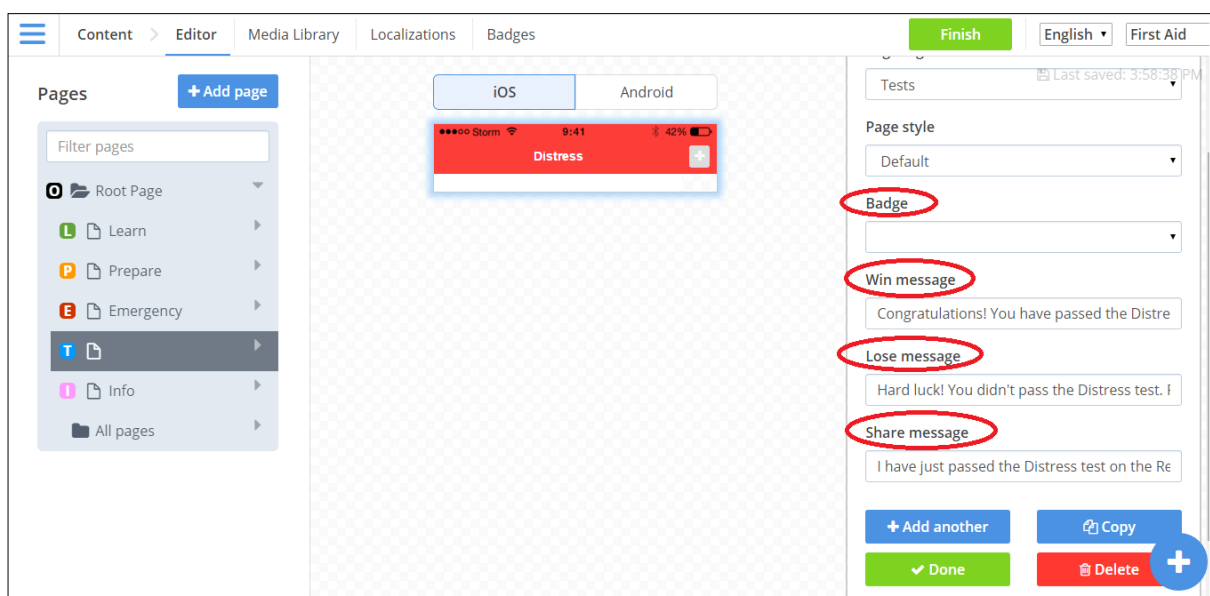 Content > Editor Media Library Localizations Badges Finish English First Aid
Pages + Add page
Filter pages
O Root Page
L Learn
P Prepare
E Emergency
T
I Info
All pages
iOS Android
Storm 9:41 42%
Distress +
Last saved: 3:58:38 PM
Tests
Page style
Default
Badge
Win message
Congratulations! You have passed the Distre
Lose message
Hard luck! You didn't pass the Distress test.
Share message
I have just passed the Distress test on the Re
+ Add another Copy
Done Delete
+